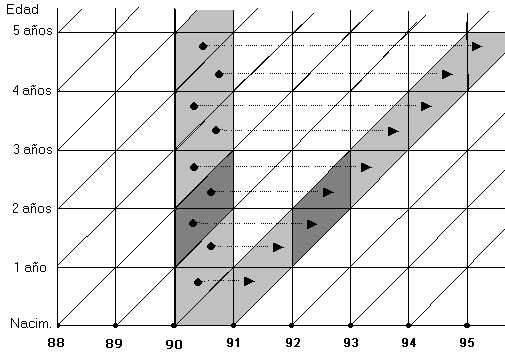 Edad
5 años
4 años
3 años
2 años
1 año
Nacim.
88 89 90 91 92 93 94 95